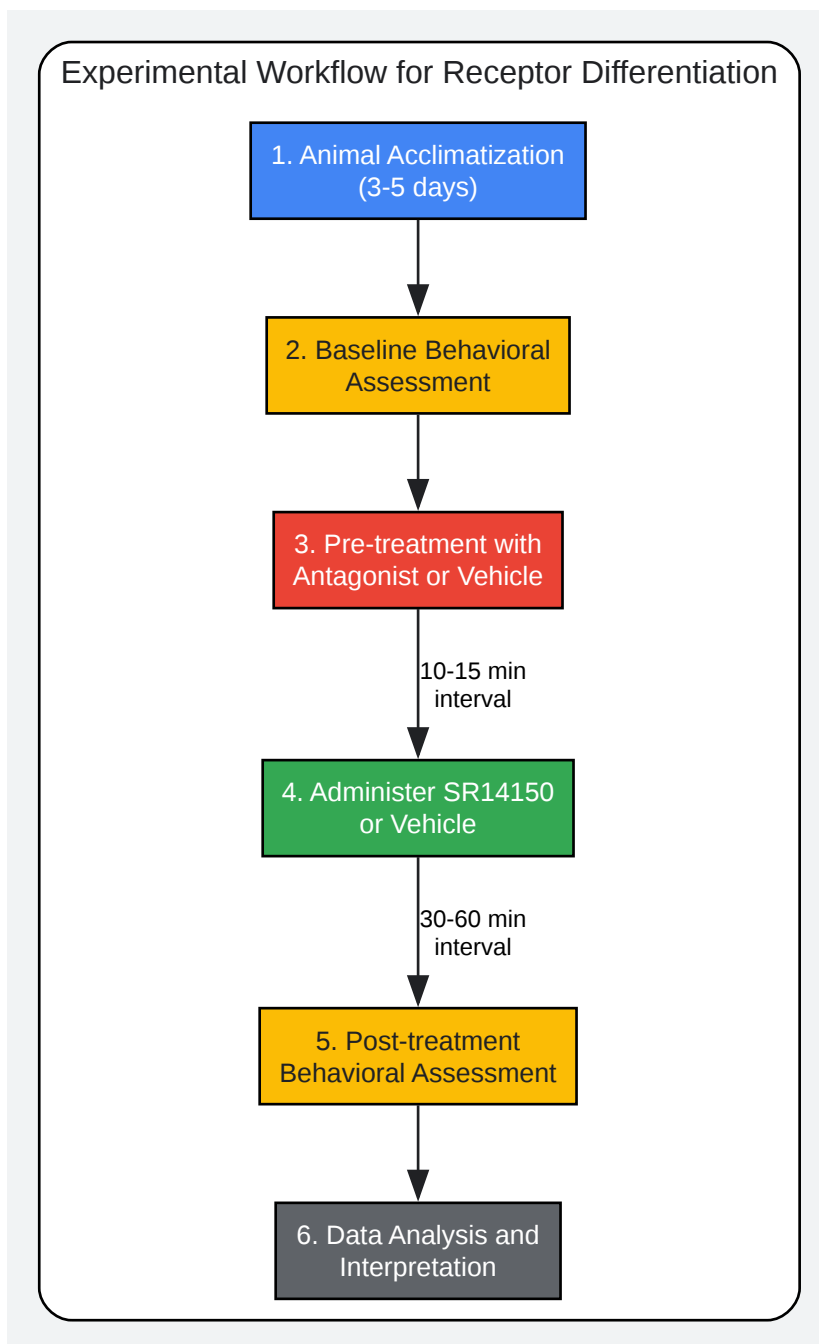 Experimental Workflow for Receptor Differentiation
1. Animal Acclimatization
(3-5 days)
2. Baseline Behavioral
Assessment
3. Pre-treatment with
Antagonist or Vehicle
10-15 min
interval
4. Administer SR14150
or Vehicle
30-60 min
interval
5. Post-treatment
Behavioral Assessment
6. Data Analysis and
Interpretation